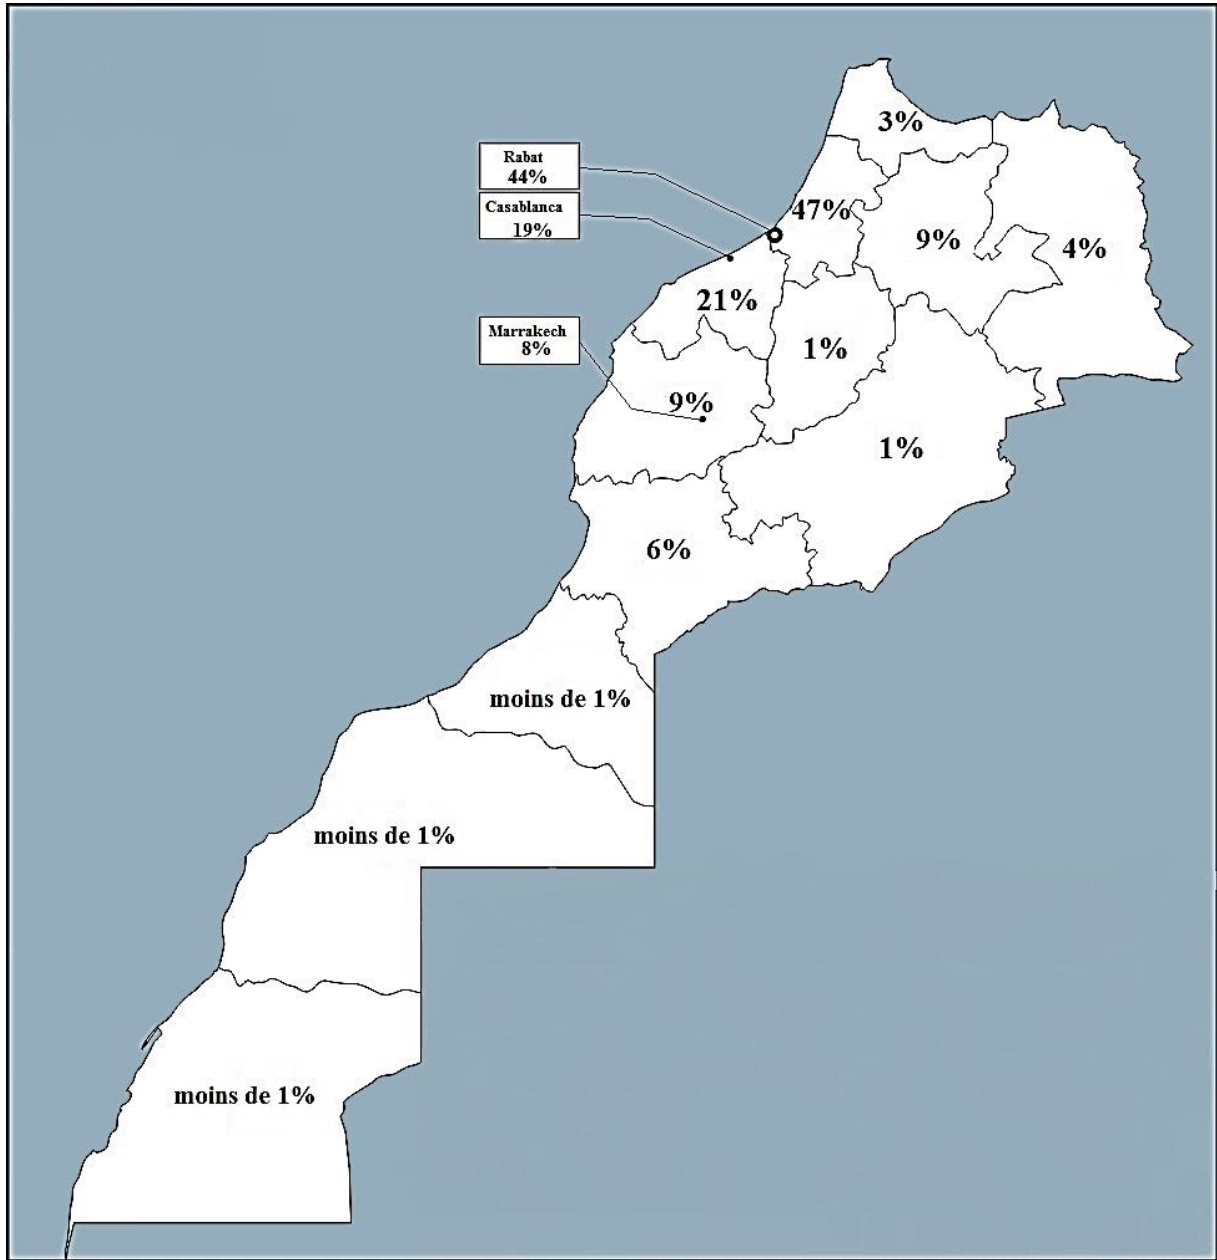 3%
Rabat
44%
Casablanca
19%
47%
9%
4%
21%
Marrakech
8%
1%
9%
1%
6%
moins de 1%
moins de 1%
moins de 1%